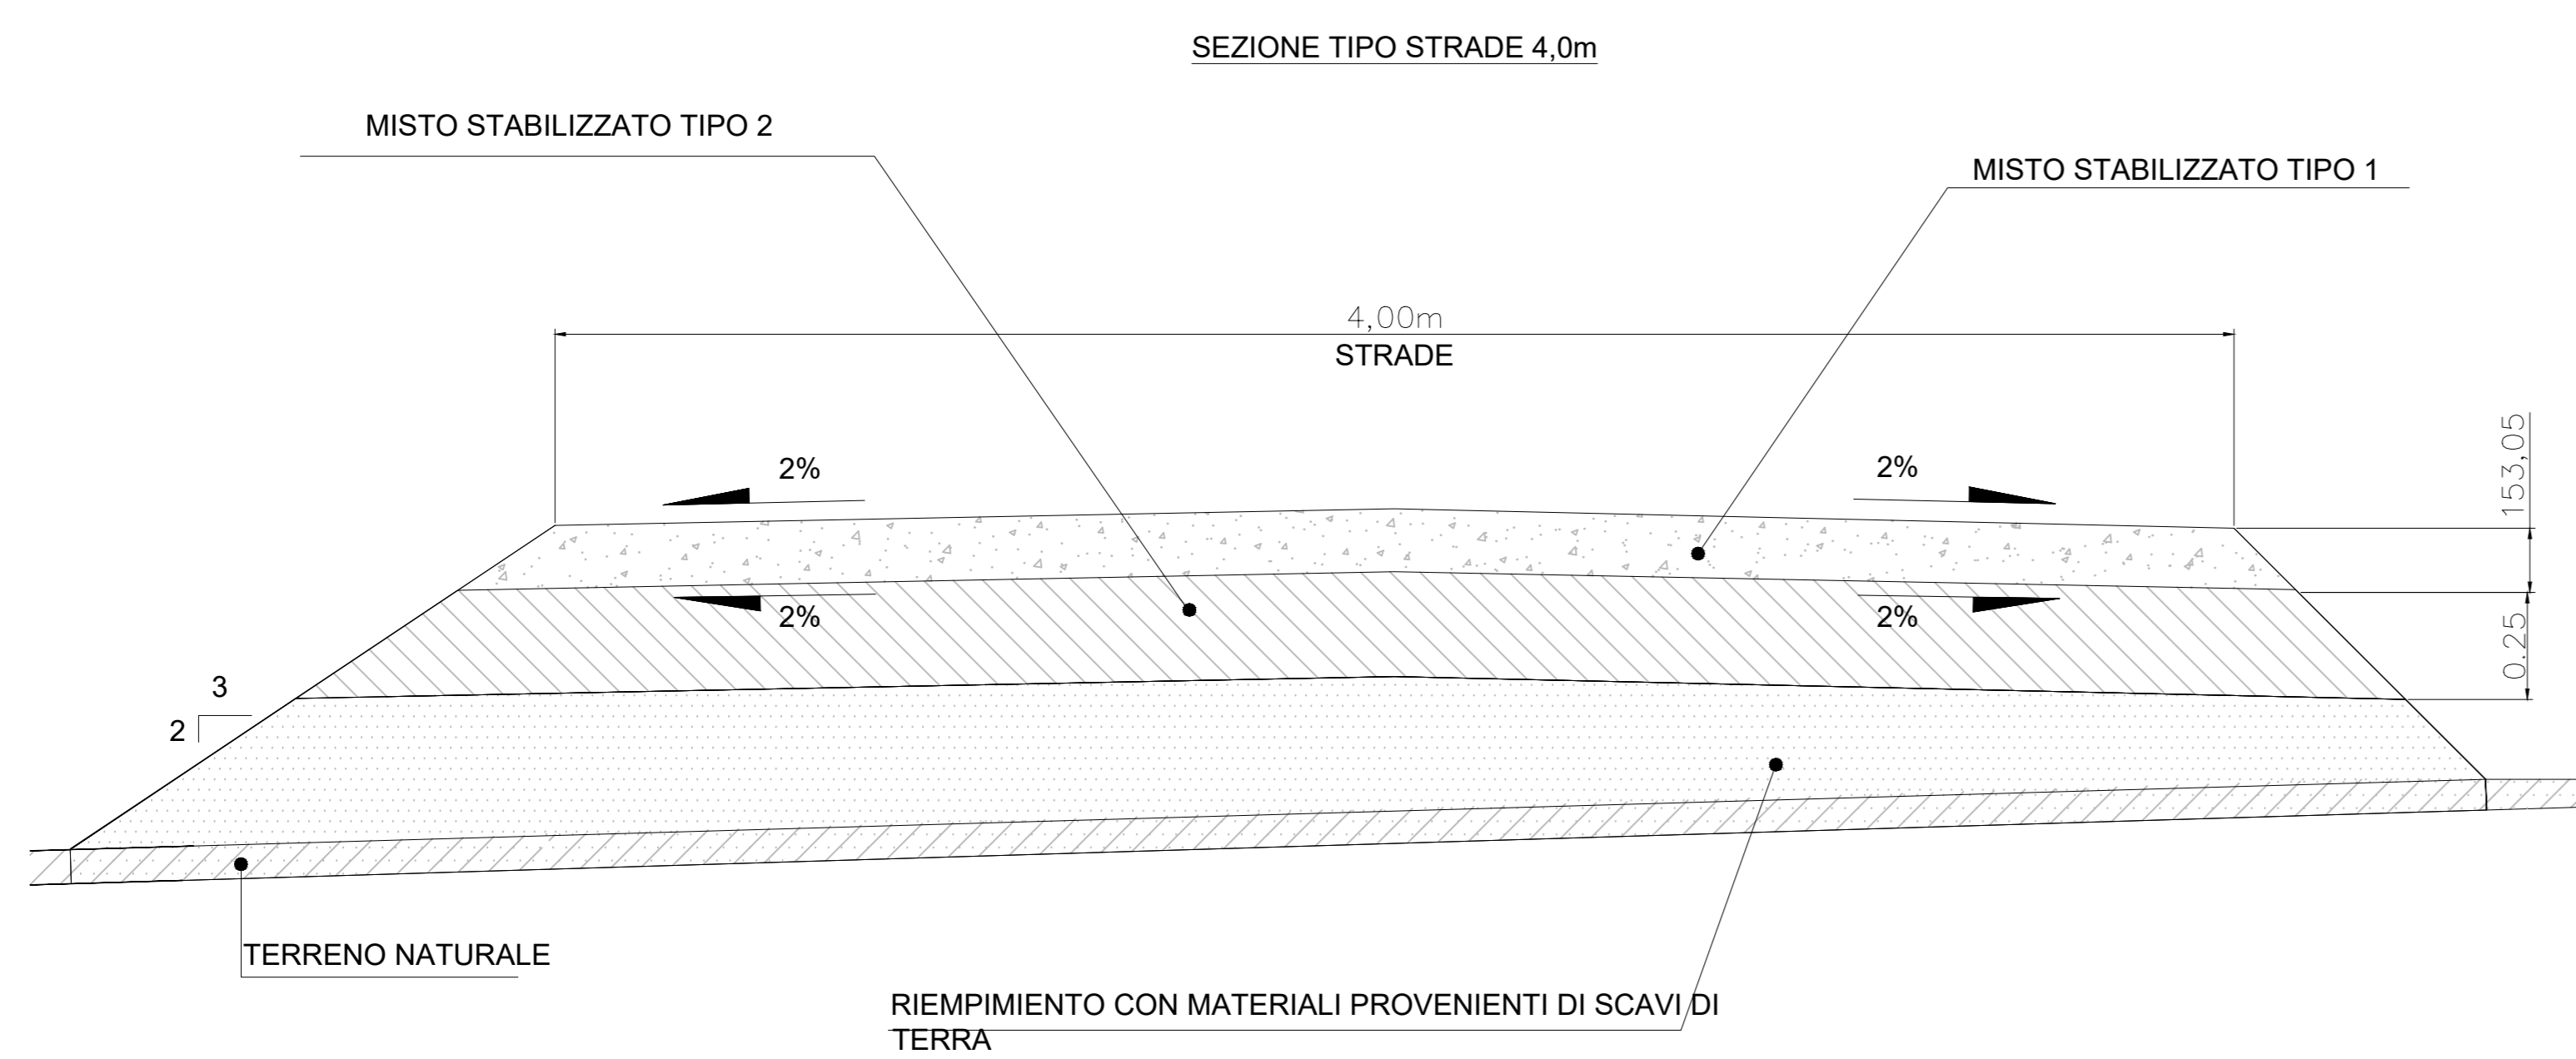 SEZIONE TIPO STRADE 4,0m
MISTO STABILIZZATO TIPO 2
MISTO STABILIZZATO TIPO 1
4,00m
STRADE
153,05
2%
2%
2%
2%
0.25
3
2
TERRENO NATURALE
RIEMPIMIENTO CON MATERIALI PROVENIENTI DI SCAVI DI
TERRA